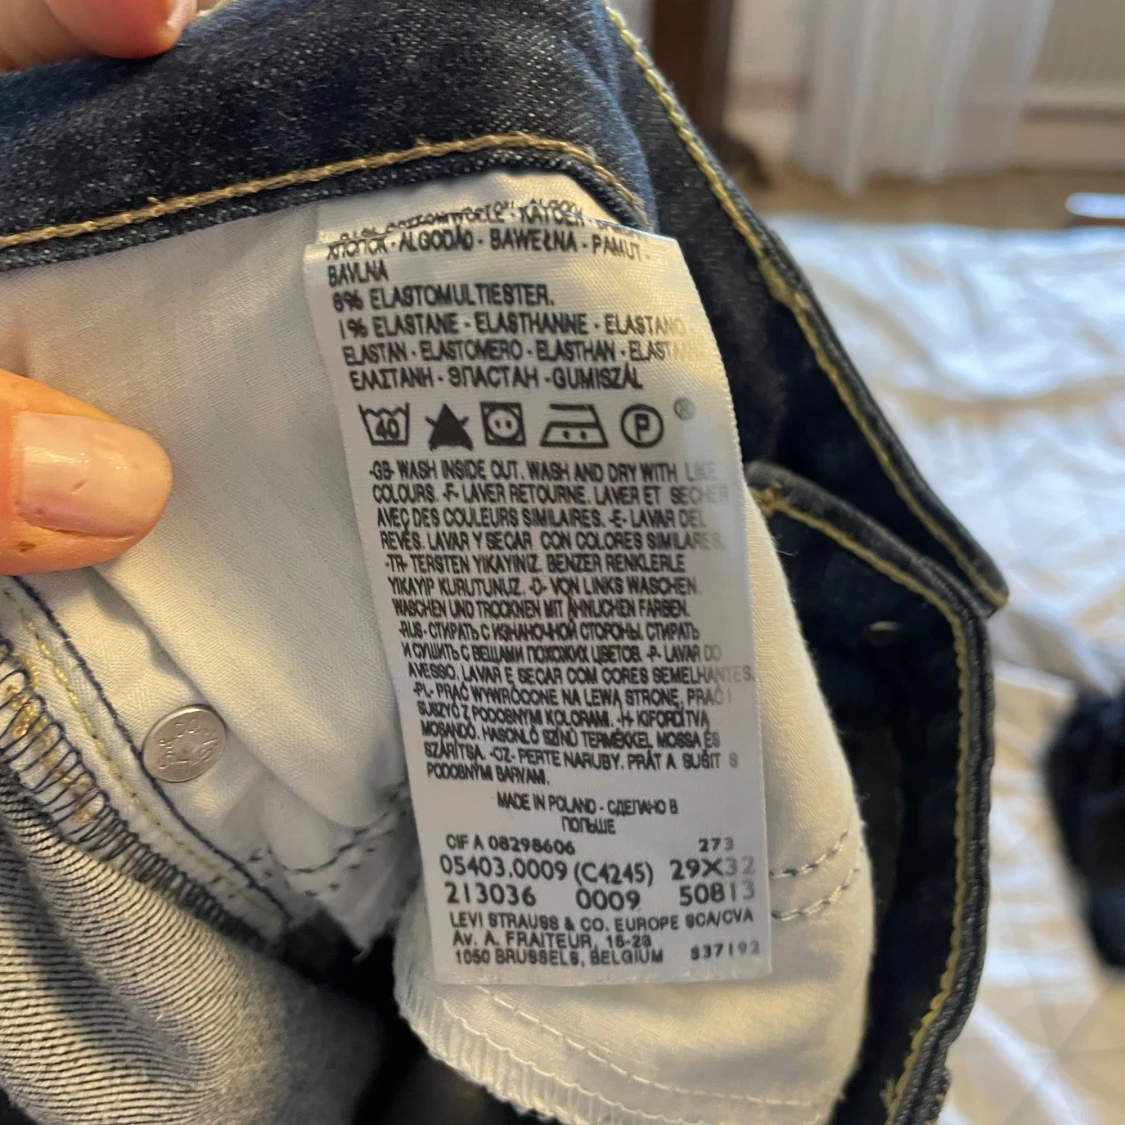 ХЛОПОК - ALGODÃO - BAWEŁNA - PAMUT -
BAVLNA
8% ELASTOMULTIESTER.
1% ELASTANE - ELASTHANNE - ELASTANO -
ELASTAN - ELASTOMERO - ELASTHAN -
ΕΛΑΣΤΑΝΗ - ЭЛАСТАН - GUMISZÁL
40 P ®
-GB- WASH INSIDE OUT. WASH AND DRY WITH LIKE
COLOURS. -F- LAVER RETOURNE. LAVER ET SECHER
AVEC DES COULEURS SIMILAIRES. -E- LAVAR DEL
REVÉS. LAVAR Y SECAR CON COLORES SIMILARES.
-TR- TERSTEN YIKAYINIZ. BENZER RENKLERLE
YIKAYIP KURUTUNUZ. -D- VON LINKS WASCHEN.
WASCHEN UND TROCKNEN MIT ÄHNLICHEN FARBEN.
-RUS- СТИРАТЬ С ИЗНАНОЧНОЙ СТОРОНЫ. СТИРАТЬ
И СУШИТЬ С ВЕЩАМИ ПОХОЖИХ ЦВЕТОВ. -P- LAVAR DO
AVESSO. LAVAR E SECAR COM CORES SEMELHANTES.
-PL- PRAĆ WYWRÓCONE NA LEWĄ STRONĘ, PRAĆ I
SUSZYĆ Z PODOBNYMI KOLORAMI. -H- KIFORDÍTVA
MOSANDÓ. HASONLÓ SZÍNŰ TERMÉKKEL MOSSA ÉS
SZÁRÍTSA. -CZ- PERTE NARUBY. PRÁT A SUŠIT S
PODOBNÝMI BARVAMI.
MADE IN POLAND - СДЕЛАНО В
ПОЛЬШЕ
CIF A 08298606 273
05403.0009 (C4245) 29X32
213036 0009 50813
LEVI STRAUSS & CO. EUROPE SCA/CVA
AV. A. FRAITEUR, 15-23
1050 BRUSSELS, BELGIUM S37192